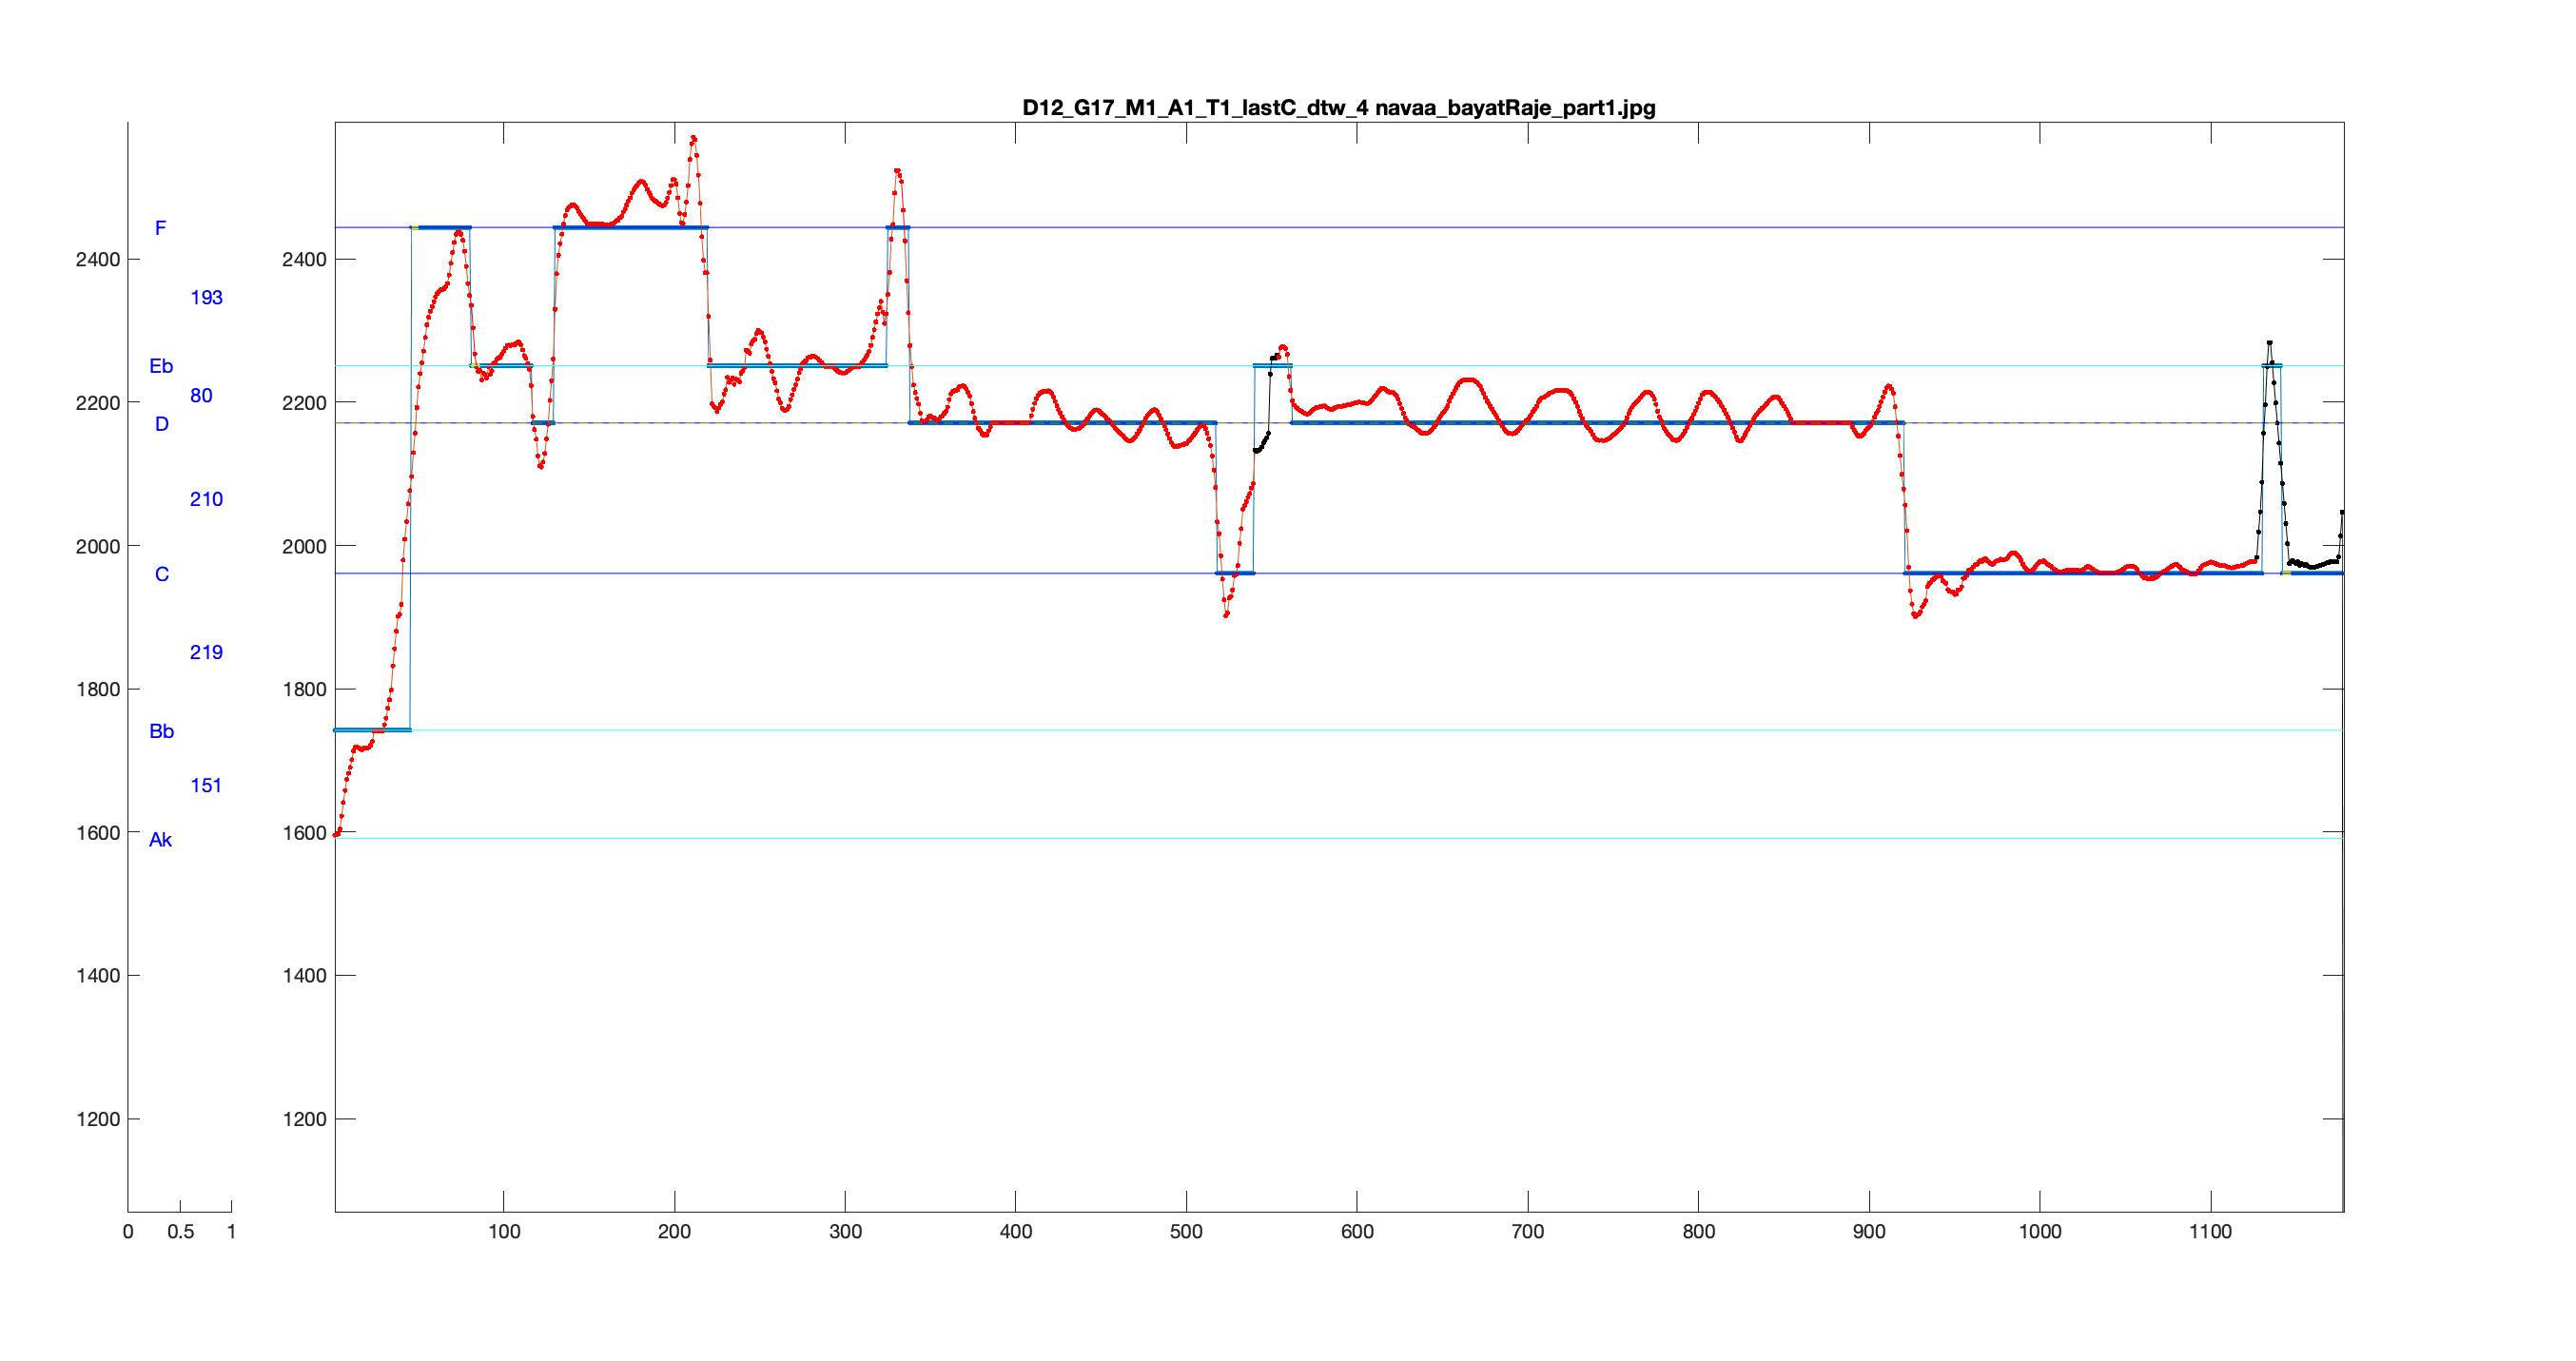 D12_G17_M1_A1_T1_lastC_dtw_4 navaa_bayatRaje_part1.jpg
F
2400 2400
193
Eb
80
2200 2200
D
210
2000 2000
C
219
1800 1800
Bb
151
1600 1600
Ak
1400 1400
1200 1200
0 0.5 1 100 200 300 400 500 600 700 800 900 1000 1100